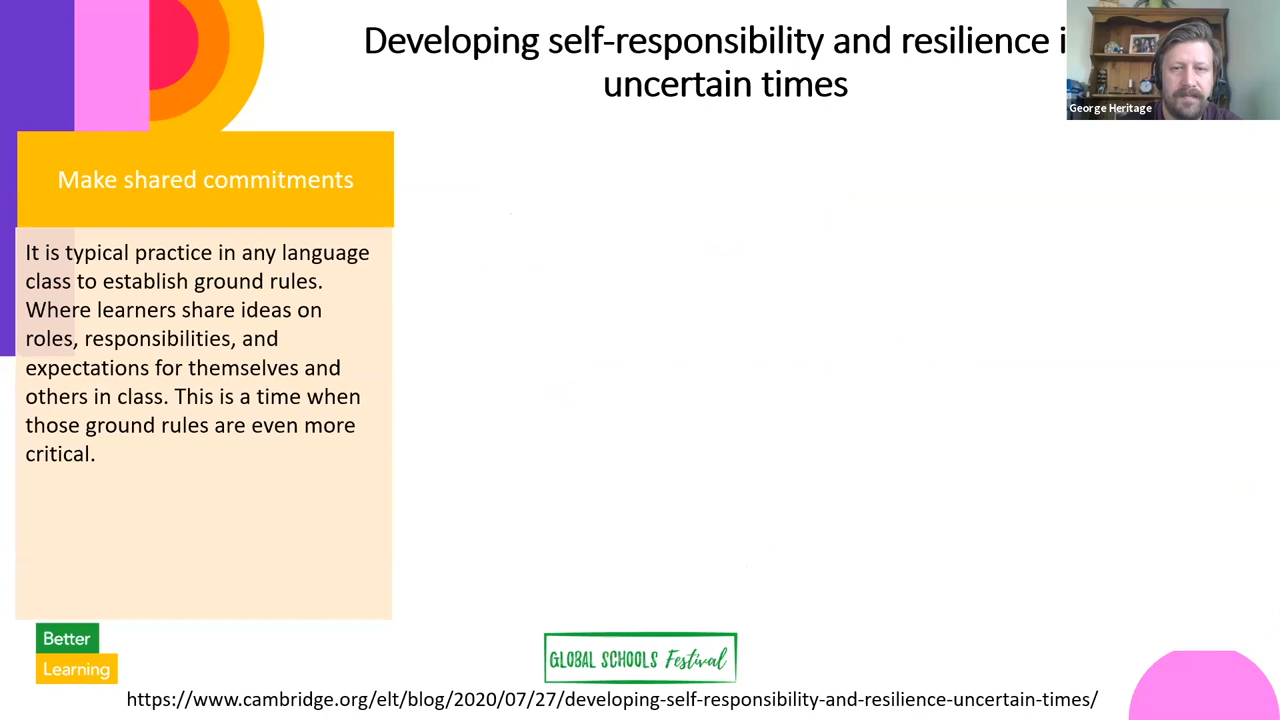 Developing self-responsibility and resilience i
uncertain times
George Heritage
Make shared commitments
It is typical practice in any language
class to establish ground rules.
Where learners share ideas on
roles, responsibilities, and
expectations for themselves and
others in class. This is a time when
those ground rules are even more
critical.
Better
Learning
GLOBAL SCHOOLS Festival
https://www.cambridge.org/elt/blog/2020/07/27/developing-self-responsibility-and-resilience-uncertain-times/